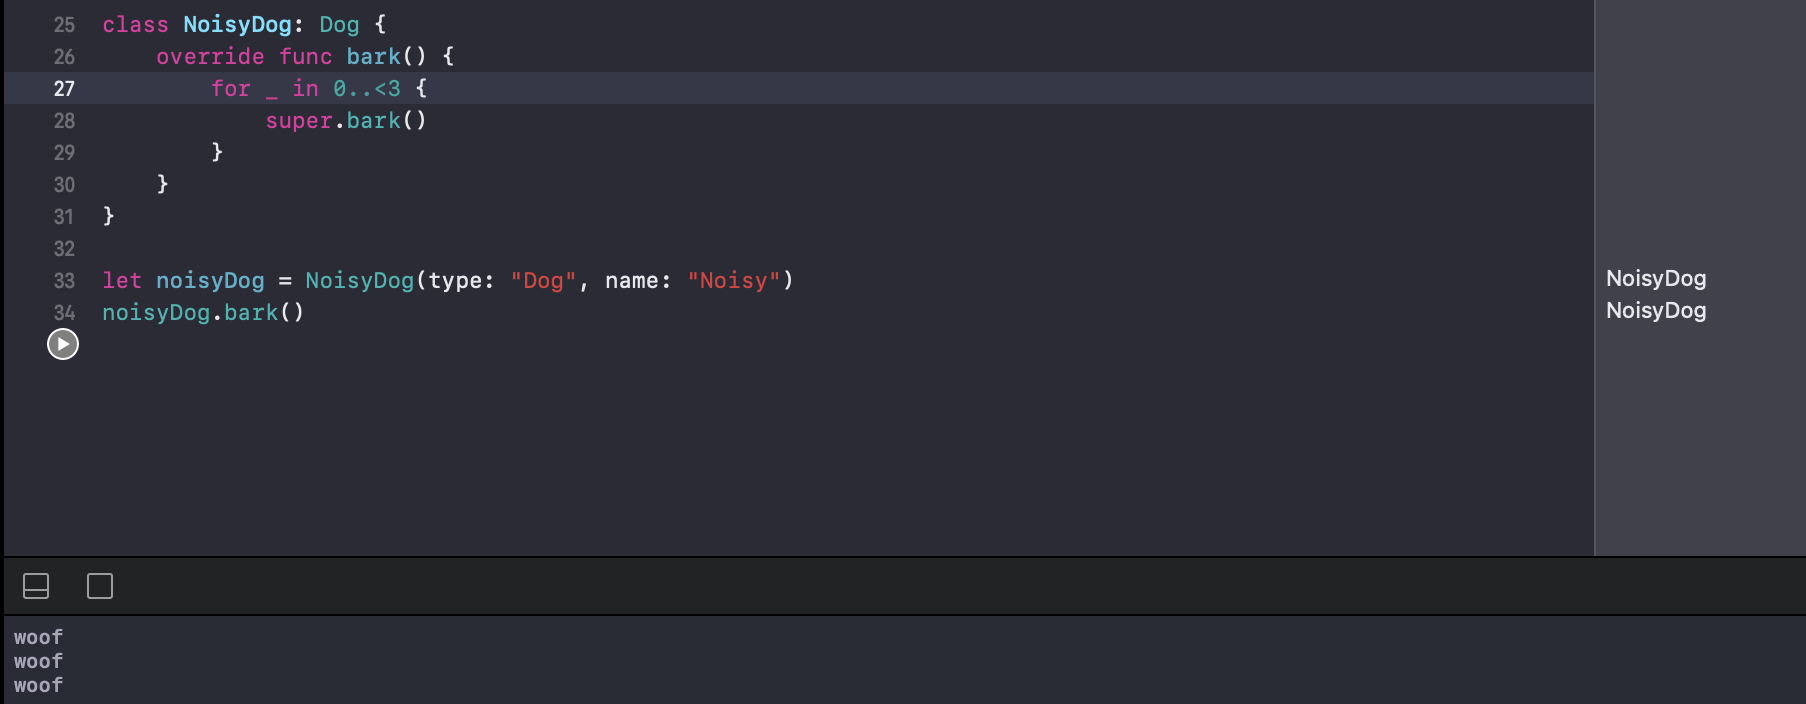 25 class NoisyDog: Dog {
26 override func bark() {
27 for _ in 0..<3 {
28 super.bark()
29 }
30 }
31 }
32
33 let noisyDog = NoisyDog(type: "Dog", name: "Noisy") NoisyDog
34 noisyDog.bark() NoisyDog
woof
woof
woof